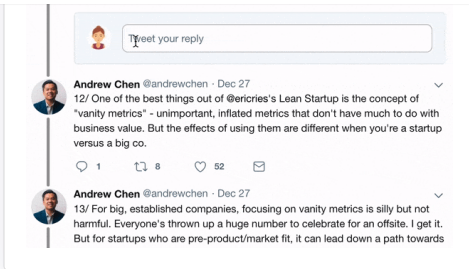 Tweet your reply
Andrew Chen @andrewchen · Dec 27
12/ One of the best things out of @ericries's Lean Startup is the concept of
"vanity metrics" - unimportant, inflated metrics that don't have much to do with
business value. But the effects of using them are different when you're a startup
versus a big co.
1 8 52
Andrew Chen @andrewchen · Dec 27
13/ For big, established companies, focusing on vanity metrics is silly but not
harmful. Everyone's thrown up a huge number to celebrate for an offsite. I get it.
But for startups who are pre-product/market fit, it can lead down a path towards